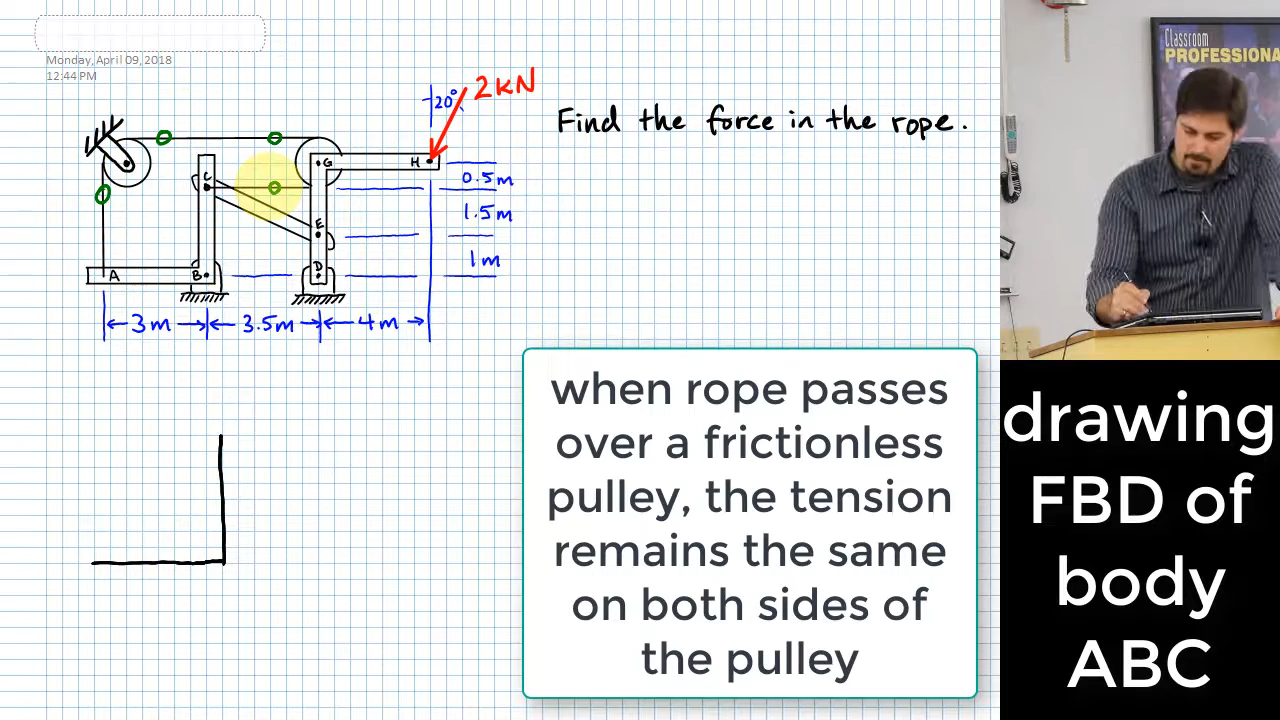 Monday, April 09, 2018
12:44 PM
20°
2KN
Find the force in the rope.
G
H
C
0.5m
1.5m
E
1m
A
B
D
3m
3.5m
4m
Classroom
PROFESSIONA
when rope passes
over a frictionless
pulley, the tension
remains the same
on both sides of
the pulley
drawing
FBD of
body
ABC